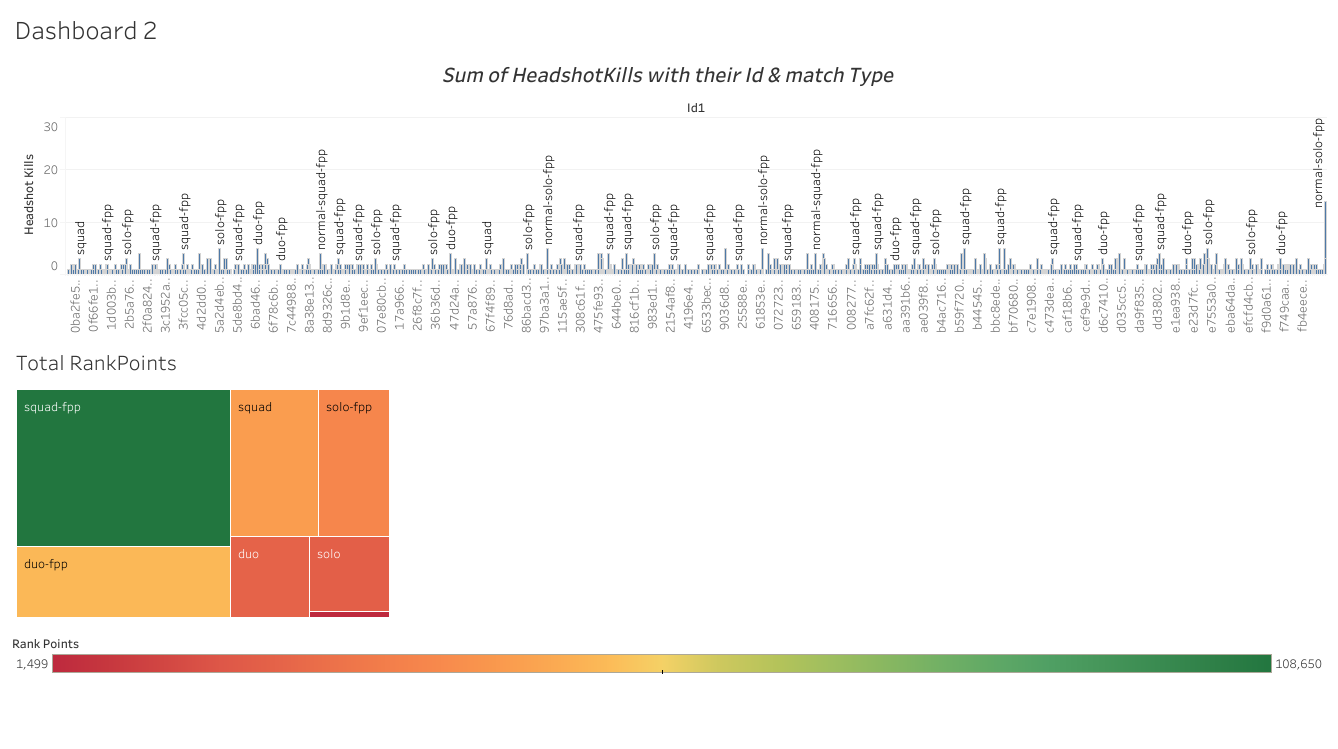 Dashboard 2
Sum of HeadshotKills with their Id & match Type
Id1
Headshot Kills
30
20
10
0
squad
squad-fpp
solo-fpp
squad-fpp
squad-fpp
solo-fpp
squad-fpp
duo-fpp
duo-fpp
normal-squad-fpp
squad-fpp
squad-fpp
solo-fpp
squad-fpp
solo-fpp
duo-fpp
squad
solo-fpp
normal-solo-fpp
squad-fpp
squad-fpp
squad-fpp
solo-fpp
squad-fpp
squad-fpp
squad-fpp
normal-solo-fpp
squad-fpp
normal-squad-fpp
squad-fpp
squad-fpp
duo-fpp
squad-fpp
solo-fpp
squad-fpp
squad-fpp
squad-fpp
squad-fpp
duo-fpp
squad-fpp
squad-fpp
duo-fpp
solo-fpp
solo-fpp
duo-fpp
normal-solo-fpp
0ba2fe5..
0f66fe1..
1d003b..
2b5a76..
2f0a824..
3c1952a..
3fcc05c..
4d2dd0..
5a2d4eb..
5de8bd4..
6bad46..
6f78c6b..
7c44988..
8a38e13..
8d9326c..
9b1d8e..
9ef1eec..
07e80cb..
17a966..
26f8c7f..
36b36d..
47d24a..
57a876..
67f4f89..
76d8ad..
86bacd3..
97ba3a1..
115ae5f..
308c61f..
475fe93..
644be0..
816cf1b..
983ed1..
2154af8..
4196e4..
6533bec..
9036d8..
25588e..
61853e..
072723..
659183..
408175..
716656..
008277..
a7fc62f..
a631d4..
aa391b6..
ae039f8..
b4ac716..
b59f720..
b44545..
bbc8ede..
bf70680..
c7e1908..
c473dea..
caf18b6..
cef9e9d..
d6c7410..
d035cc5..
da9f835..
dd3802..
e1ea938..
e23d7fc..
e7553a0..
eba64da..
efcfd4cb..
f9d0a61..
f749caa..
fb4eece..
Total RankPoints
squad-fpp
squad
solo-fpp
duo-fpp
duo
solo
Rank Points
1,499
108,650